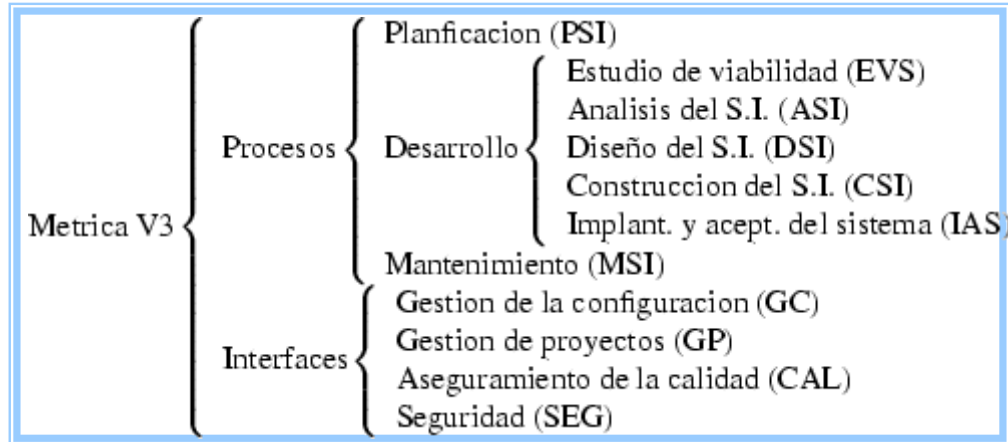 Planficacion (PSI)
Estudio de viabilidad (EVS)
Analisis del S.I. (ASI)
Procesos Desarrollo Diseño del S.I. (DSI)
Construccion del S.I. (CSI)
Metrica V3 Implant. y acept. del sistema (IAS)
Mantenimiento (MSI)
Gestion de la configuracion (GC)
Gestion de proyectos (GP)
Interfaces
Aseguramiento de la calidad (CAL)
Seguridad (SEG)